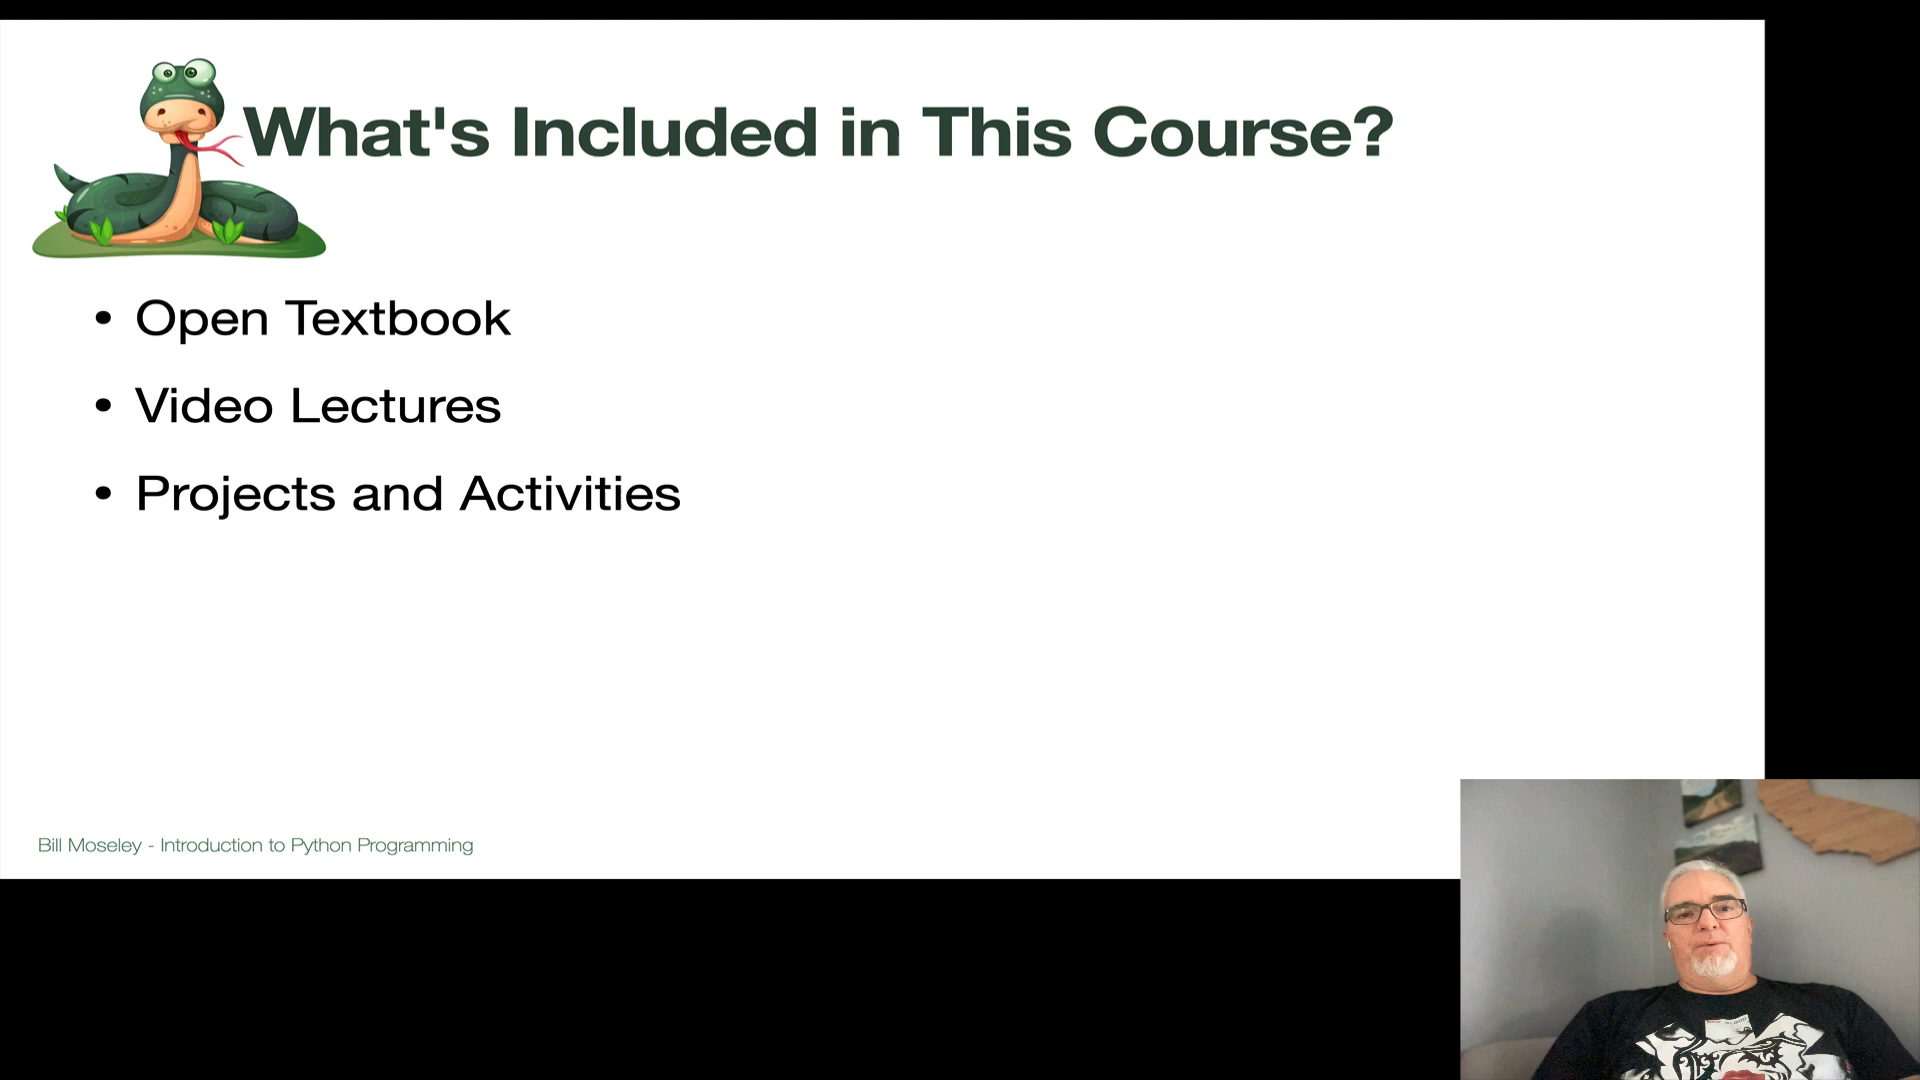 What's Included in This Course?
• Open Textbook
• Video Lectures
• Projects and Activities
Bill Moseley - Introduction to Python Programming